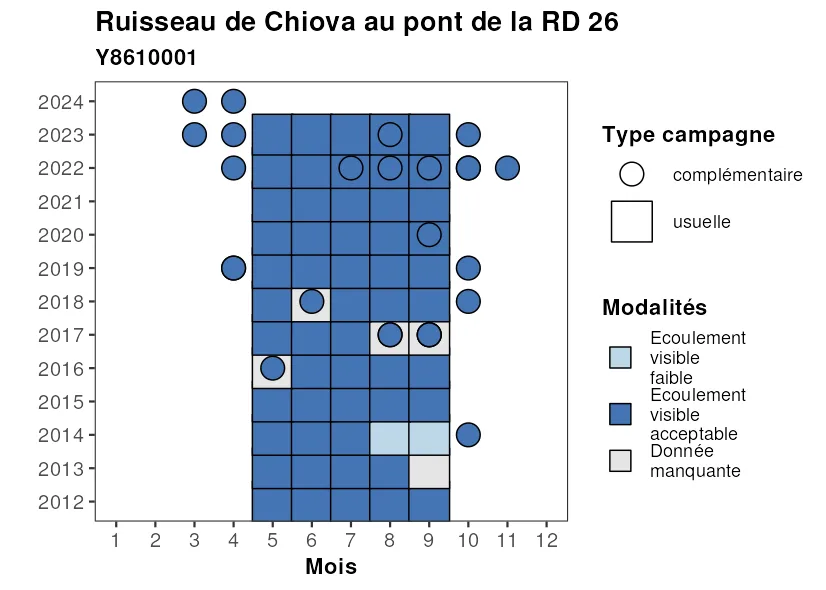 Ruisseau de Chiova au pont de la RD 26
Y8610001
2024
2023
2022
2021
2020
2019
2018
2017
2016
2015
2014
2013
2012
1 2 3 4 5 6 7 8 9 10 11 12
Mois
Type campagne
complémentaire
usuelle
Modalités
Ecoulement
visible
faible
Ecoulement
visible
acceptable
Donnée
manquante